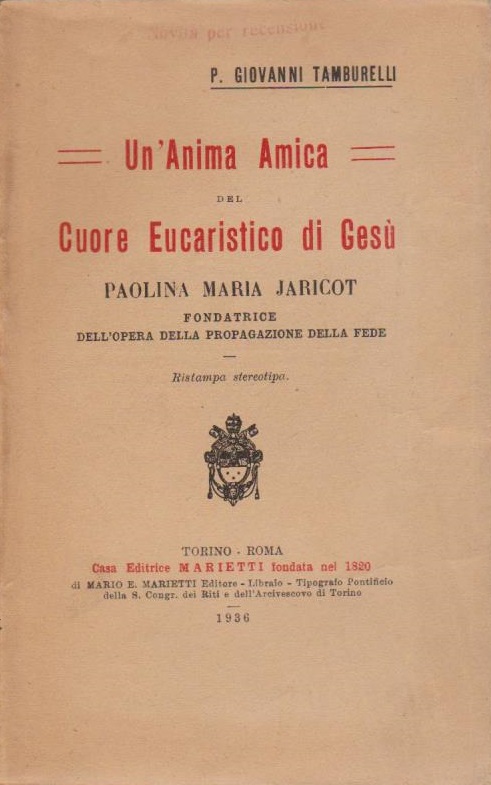 Novità per recensione
P. GIOVANNI TAMBURELLI
Un'Anima Amica
DEL
Cuore Eucaristico di Gesù
PAOLINA MARIA JARICOT
FONDATRICE
DELL'OPERA DELLA PROPAGAZIONE DELLA FEDE
Ristampa stereotipa.
TORINO - ROMA
Casa Editrice MARIETTI fondata nel 1820
di MARIO E. MARIETTI Editore - Libraio - Tipografo Pontificio
della S. Congr. dei Riti e dell'Arcivescovo di Torino
1936